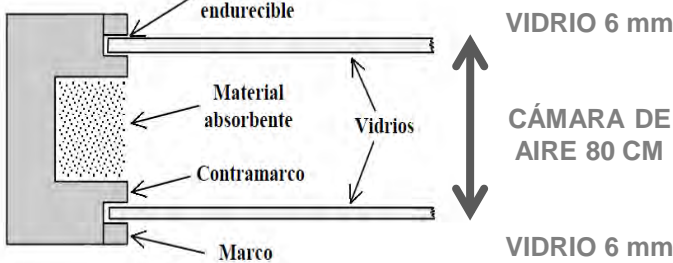 endurecible
VIDRIO 6 mm
Material
absorbente
Vidrios
CÁMARA DE
AIRE 80 CM
Contramarco
Marco
VIDRIO 6 mm